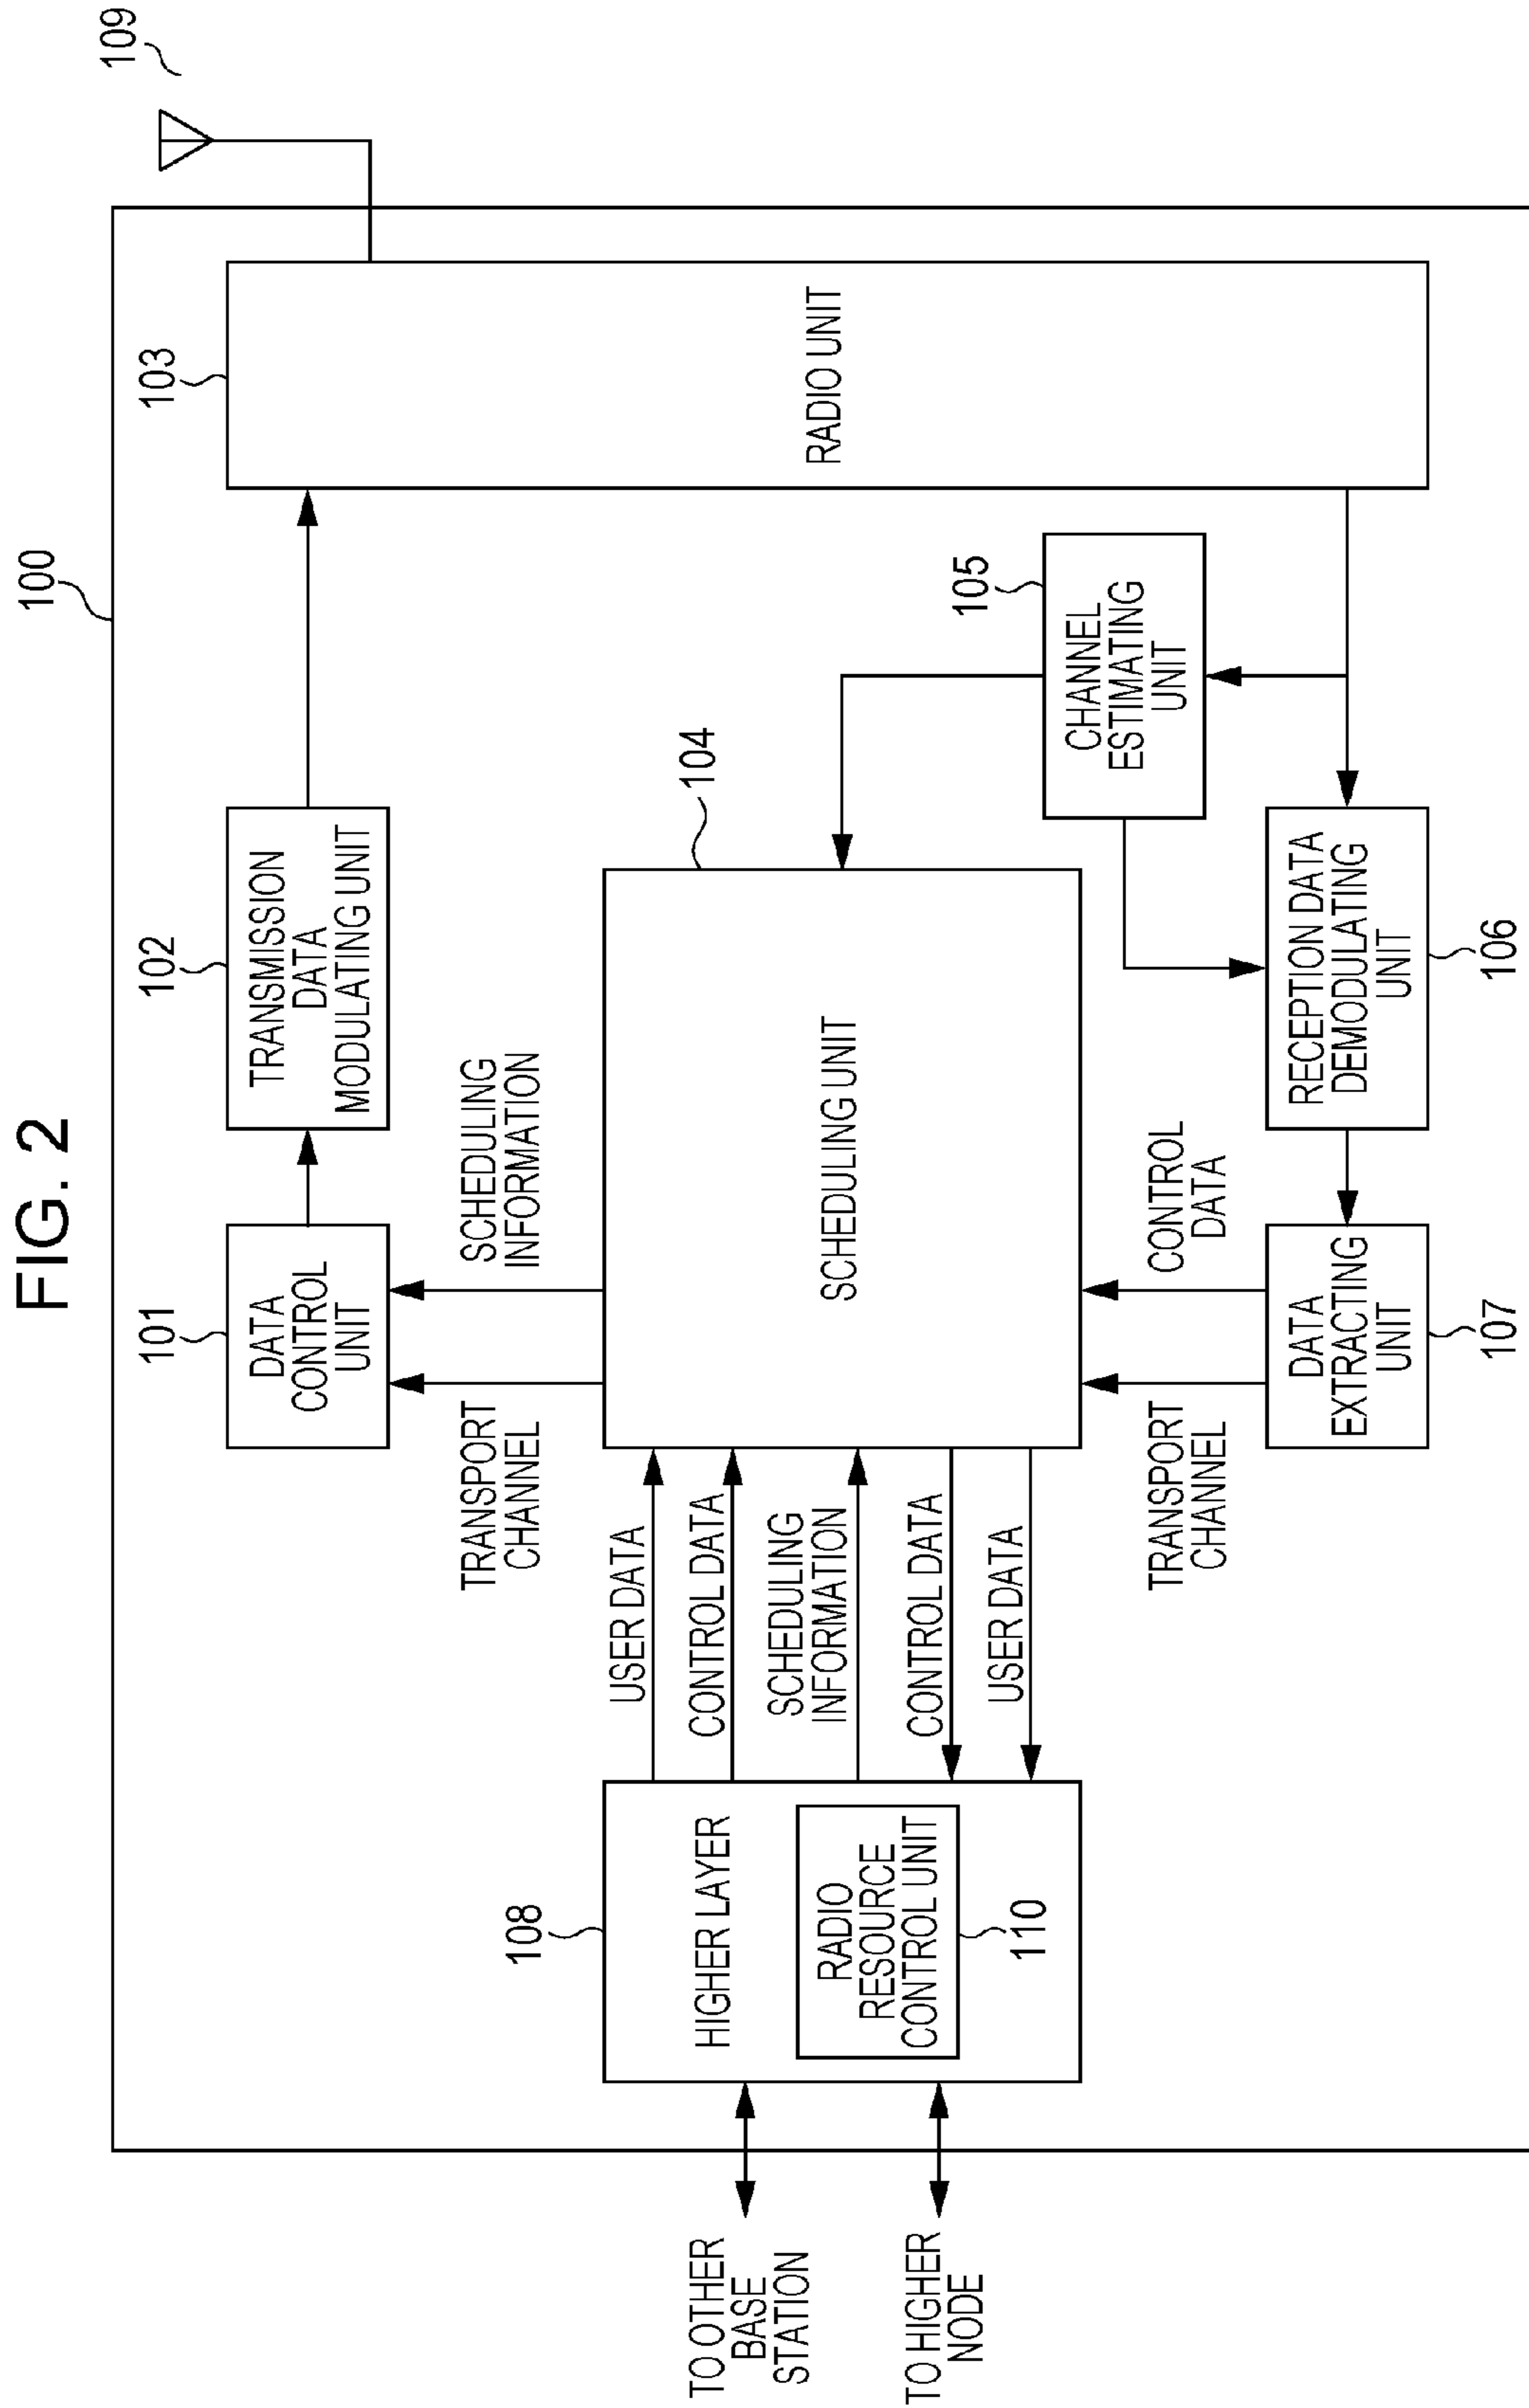 FIG. 2
100
109
101
102
103
DATA
CONTROL
UNIT
TRANSMISSION
DATA
MODULATING UNIT
RADIO UNIT
TRANSPORT
CHANNEL
SCHEDULING
INFORMATION
104
108
HIGHER LAYER
RADIO
RESOURCE
CONTROL UNIT
110
USER DATA
CONTROL DATA
SCHEDULING
INFORMATION
CONTROL DATA
USER DATA
SCHEDULING UNIT
TO OTHER
BASE
STATION
TO HIGHER
NODE
105
CHANNEL
ESTIMATING
UNIT
TRANSPORT
CHANNEL
CONTROL
DATA
DATA
EXTRACTING
UNIT
107
RECEPTION DATA
DEMODULATING
UNIT
106